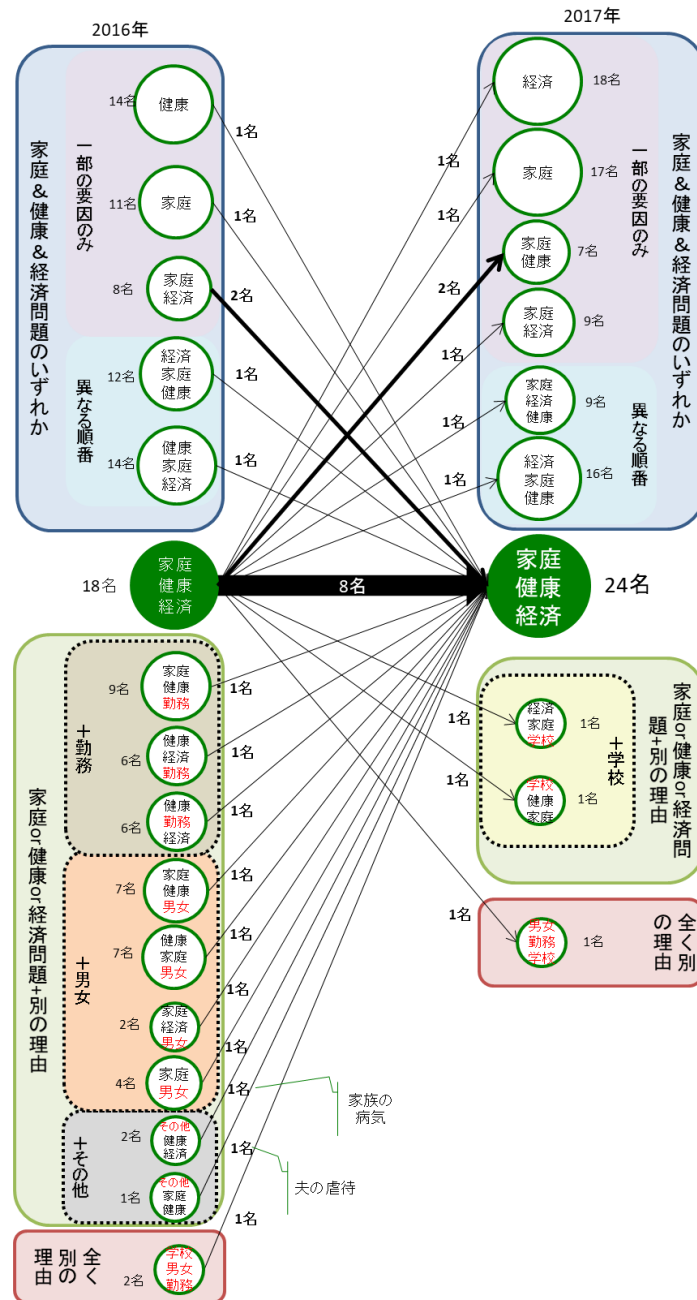 2016年
2017年
家庭&健康&経済問題のいずれか
一部の要因のみ
14名
健康
1名
11名
家庭
1名
8名
家庭
経済
2名
異なる順番
12名
経済
家庭
健康
1名
14名
健康
家庭
経済
1名
経済
18名
1名
家庭
17名
1名
家庭
健康
7名
2名
家庭
経済
9名
1名
家庭
経済
健康
9名
1名
経済
家庭
健康
16名
1名
一部の要因のみ
異なる順番
家庭&健康&経済問題のいずれか
18名
家庭
健康
経済
8名
家庭
健康
経済
24名
家庭or健康or経済問題+別の理由
+勤務
9名
家庭
健康
勤務
1名
6名
健康
経済
勤務
1名
6名
健康
勤務
経済
1名
+男女
7名
家庭
健康
男女
1名
7名
健康
家庭
男女
1名
2名
家庭
経済
男女
1名
4名
家庭
男女
1名
家族の
病気
+その他
2名
その他
健康
経済
1名
夫の虐待
1名
その他
家庭
健康
1名
全く
別の
理由
2名
学校
男女
勤務
1名
経済
家庭
学校
1名
1名
学校
健康
家庭
1名
+学校
家庭or健康or経済問
題+別の理由
1名
男女
勤務
学校
1名
全く別
の理由